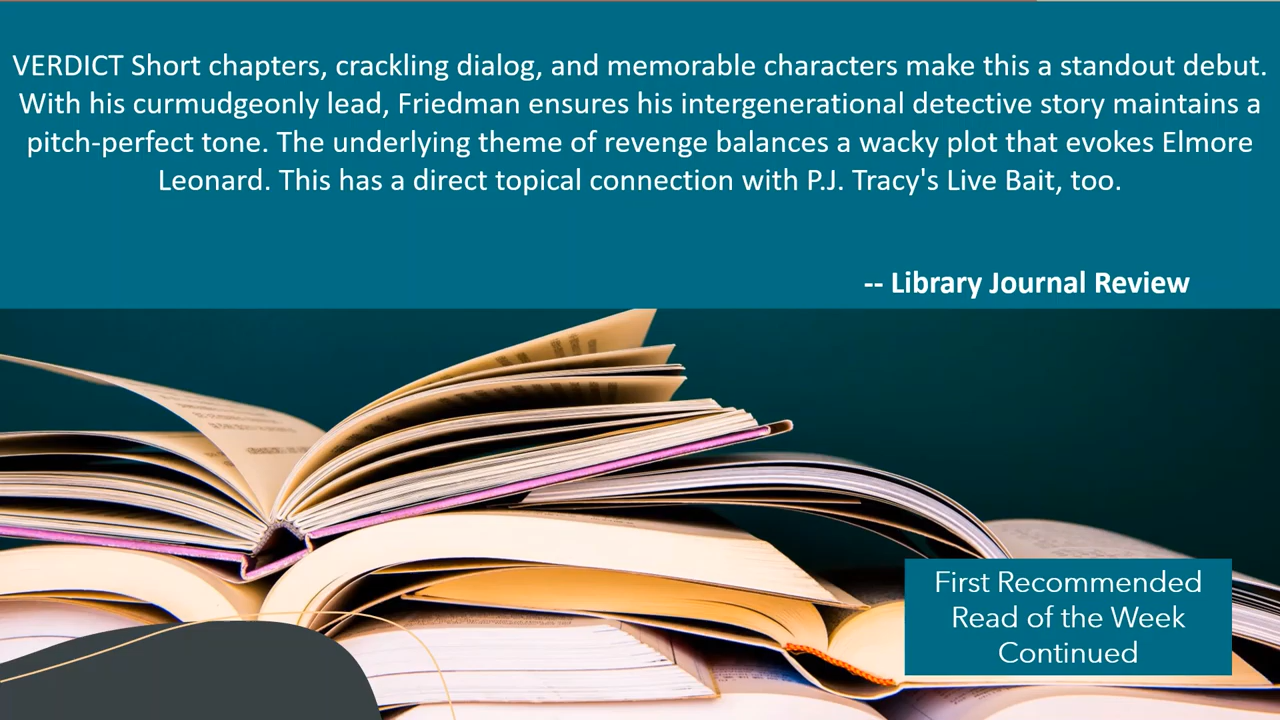 VERDICT Short chapters, crackling dialog, and memorable characters make this a standout debut.
With his curmudgeonly lead, Friedman ensures his intergenerational detective story maintains a
pitch-perfect tone. The underlying theme of revenge balances a wacky plot that evokes Elmore
Leonard. This has a direct topical connection with P.J. Tracy's Live Bait, too.
-- Library Journal Review
First Recommended
Read of the Week
Continued